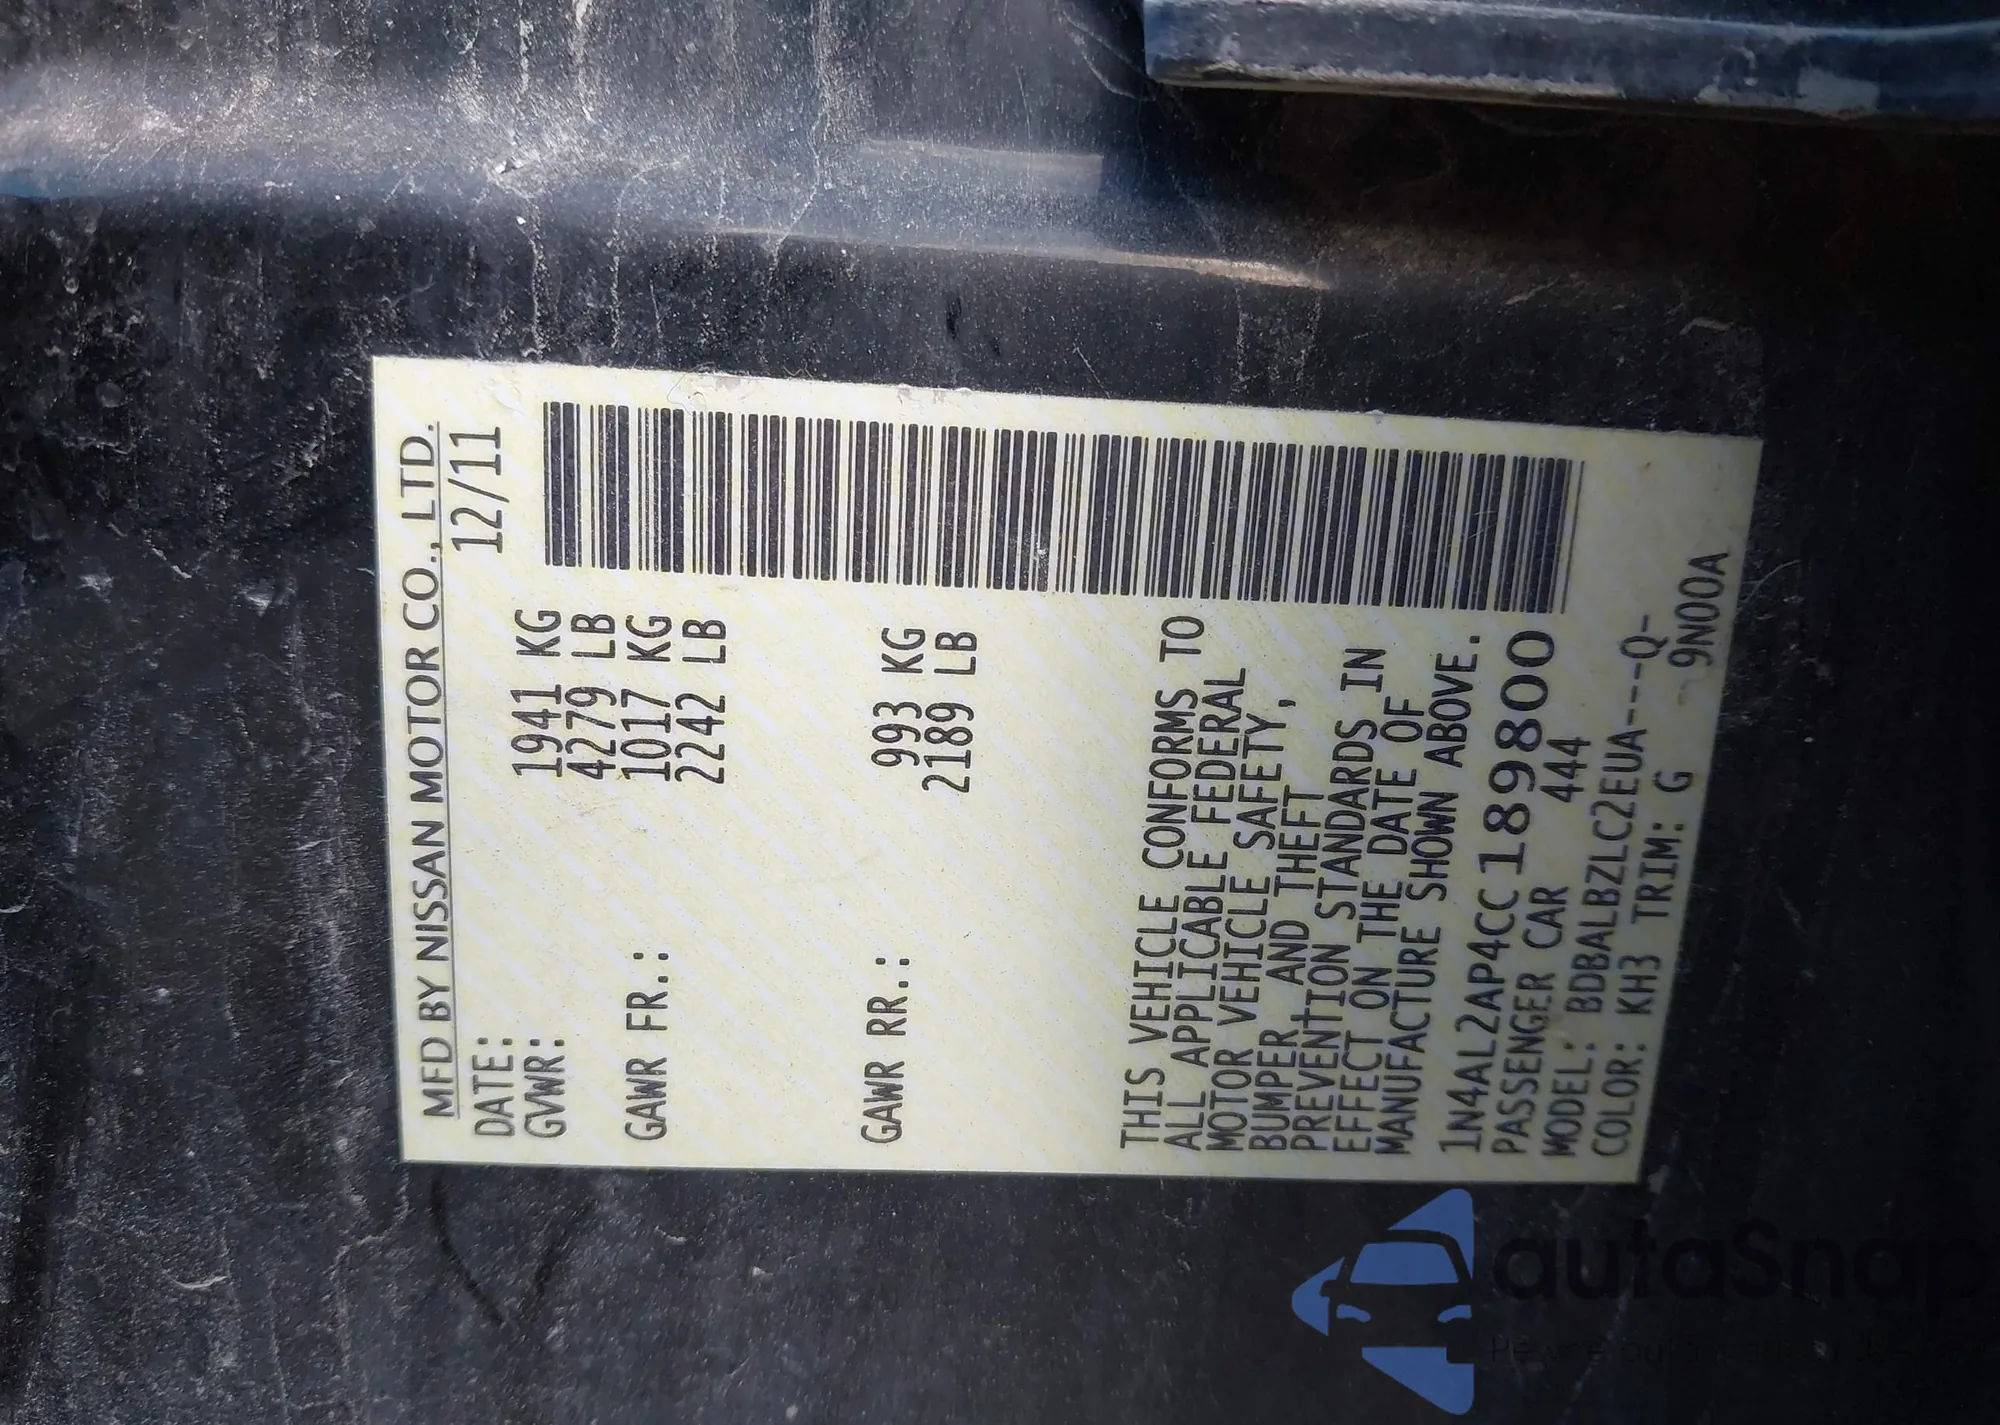 MFD BY NISSAN MOTOR CO., LTD.
DATE: 12/11
GVWR: 1941 KG
4279 LB
GAWR FR.: 1017 KG
2242 LB
GAWR RR.: 993 KG
2189 LB
THIS VEHICLE CONFORMS TO
ALL APPLICABLE FEDERAL
MOTOR VEHICLE SAFETY,
BUMPER, AND THEFT
PREVENTION STANDARDS IN
EFFECT ON THE DATE OF
MANUFACTURE SHOWN ABOVE.
1N4AL2AP4CC189800
PASSENGER CAR 444
MODEL: BDBALBZLC2EUA---Q-
COLOR: KH3 TRIM: G 9N00A
autaSnap